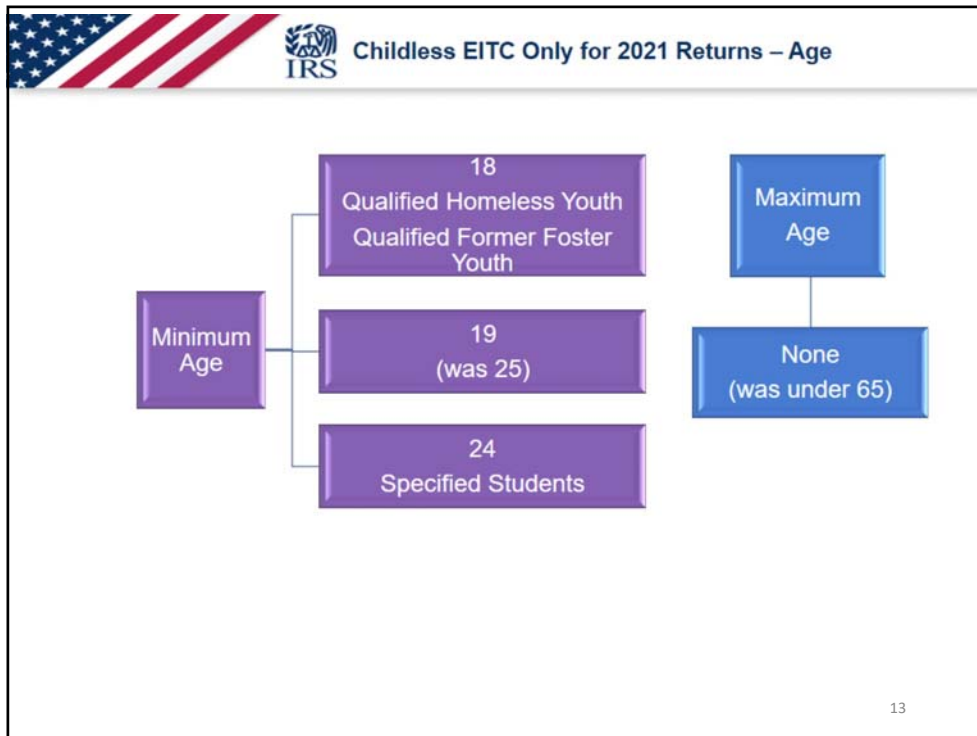 IRS
Childless EITC Only for 2021 Returns – Age
Minimum
Age
18
Qualified Homeless Youth
Qualified Former Foster
Youth
19
(was 25)
24
Specified Students
Maximum
Age
None
(was under 65)
13